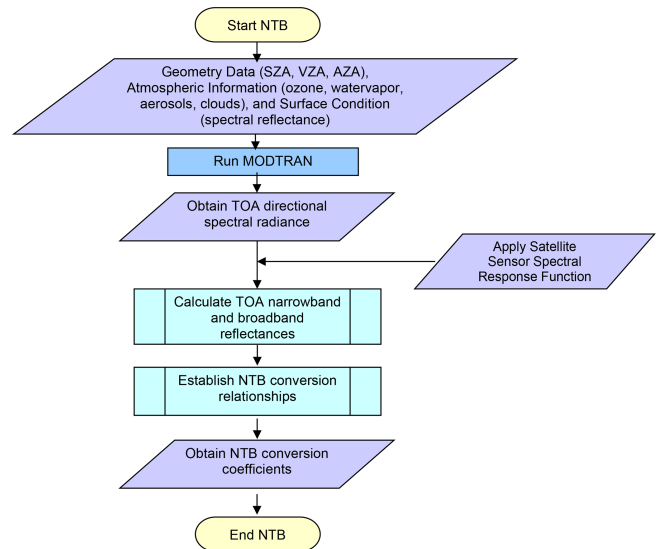 Start NTB
Geometry Data (SZA, VZA, AZA),
Atmospheric Information (ozone, watervapor,
aerosols, clouds), and Surface Condition
(spectral reflectance)
Run MODTRAN
Obtain TOA directional
spectral radiance
Apply Satellite
Sensor Spectral
Response Function
Calculate TOA narrowband
and broadband
reflectances
Establish NTB conversion
relationships
Obtain NTB conversion
coefficients
End NTB